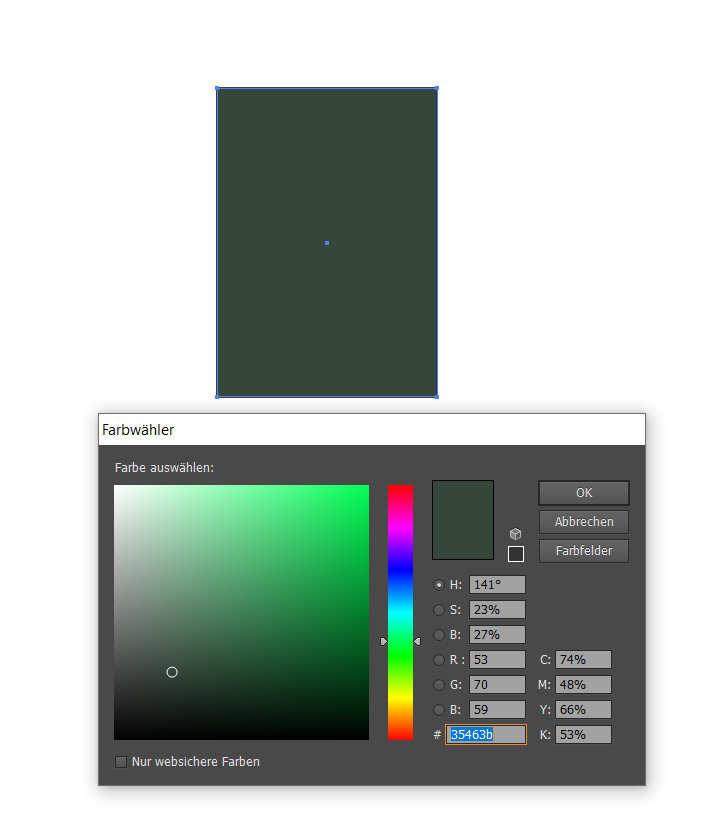 Farbwähler
Farbe auswählen:
OK
Abbrechen
Farbfelder
H: 141°
S: 23%
B: 27%
R : 53 C: 74%
G: 70 M: 48%
B: 59 Y: 66%
# 35463b K: 53%
Nur websichere Farben